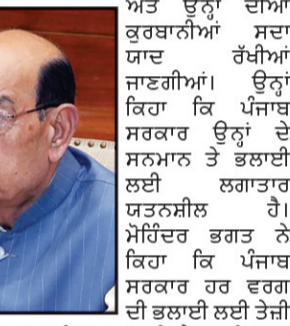 ਅਤੇ ਉਨ੍ਹਾਂ ਦੀਆਂ
ਕੁਰਬਾਨੀਆਂ ਸਦਾ
ਯਾਦ ਰੱਖੀਆਂ
ਜਾਣਗੀਆਂ। ਉਨ੍ਹਾਂ
ਕਿਹਾ ਕਿ ਪੰਜਾਬ
ਸਰਕਾਰ ਉਨ੍ਹਾਂ ਦੇ
ਸਨਮਾਨ ਤੇ ਭਲਾਈ
ਲਈ ਲਗਾਤਾਰ
ਯਤਨਸ਼ੀਲ ਹੈ।
ਮੋਹਿੰਦਰ ਭਗਤ ਨੇ
ਕਿਹਾ ਕਿ ਪੰਜਾਬ
ਸਰਕਾਰ ਹਰ ਵਰਗ
ਦੀ ਭਲਾਈ ਲਈ ਤੇਜ਼ੀ